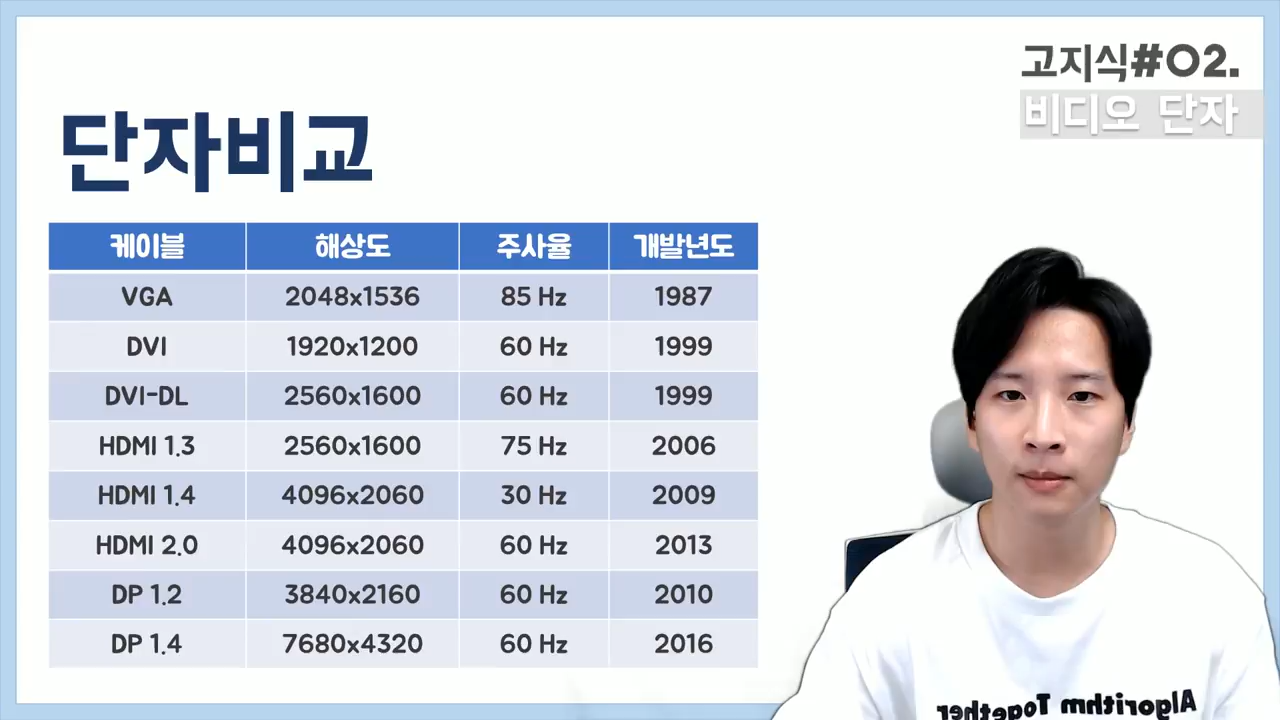 고지식#02.
비디오 단자
단자비교
케이블 해상도 주사율 개발년도
VGA 2048x1536 85 Hz 1987
DVI 1920x1200 60 Hz 1999
DVI-DL 2560x1600 60 Hz 1999
HDMI 1.3 2560x1600 75 Hz 2006
HDMI 1.4 4096x2060 30 Hz 2009
HDMI 2.0 4096x2060 60 Hz 2013
DP 1.2 3840x2160 60 Hz 2010
DP 1.4 7680x4320 60 Hz 2016
Algorithm Together